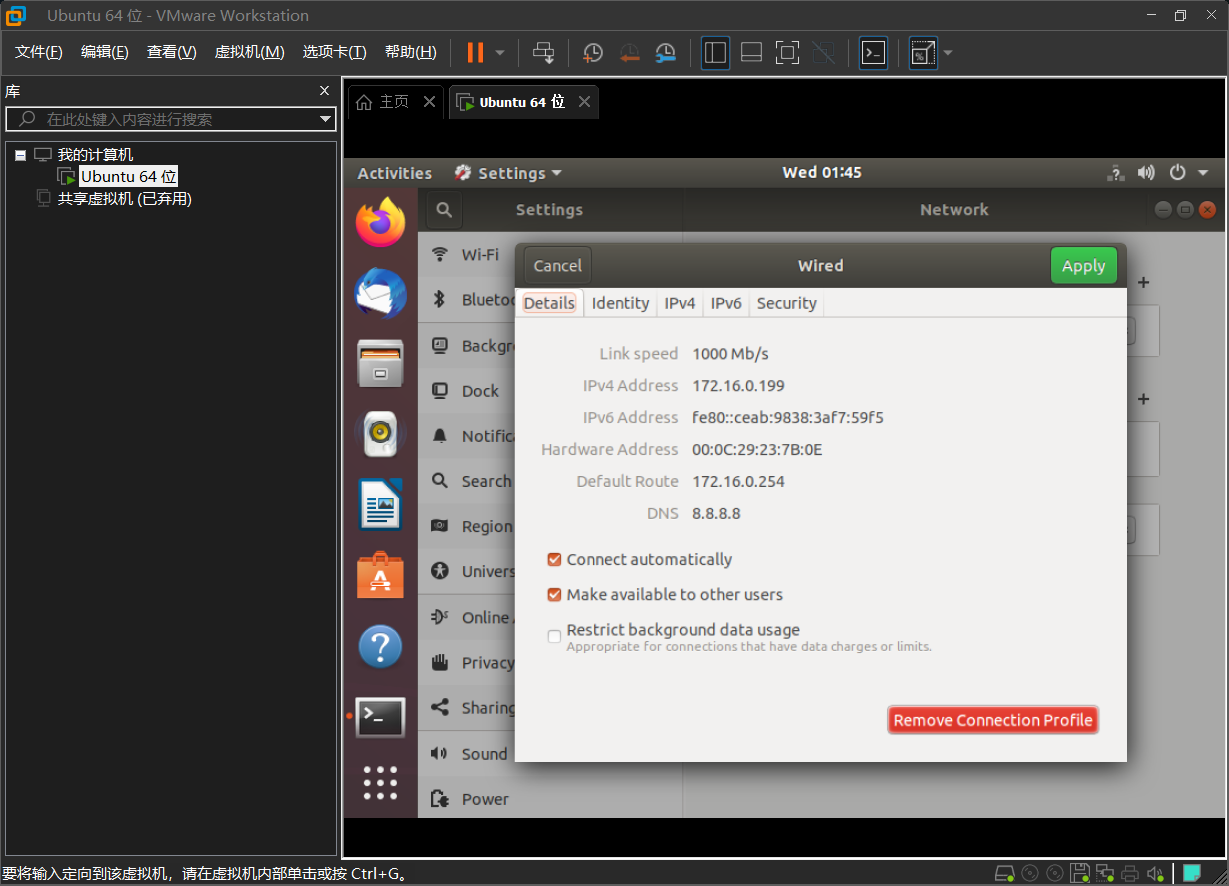 Ubuntu 64 位 - VMware Workstation
文件(F) 编辑(E) 查看(V) 虚拟机(M) 选项卡(T) 帮助(H)
库
在此处键入内容进行搜索
我的计算机
Ubuntu 64 位
共享虚拟机 (已弃用)
主页 Ubuntu 64 位
Activities Settings Wed 01:45
Settings Network
Wi-Fi
Bluetoo
Backgr
Dock
Notific
Search
Region
Univers
Online A
Privacy
Sharing
Sound
Power
Cancel Wired Apply
Details Identity IPv4 IPv6 Security
Link speed 1000 Mb/s
IPv4 Address 172.16.0.199
IPv6 Address fe80::ceab:9838:3af7:59f5
Hardware Address 00:0C:29:23:7B:0E
Default Route 172.16.0.254
DNS 8.8.8.8
Connect automatically
Make available to other users
Restrict background data usage
Appropriate for connections that have data charges or limits.
Remove Connection Profile
要将输入定向到该虚拟机，请在虚拟机内部单击或按 Ctrl+G。